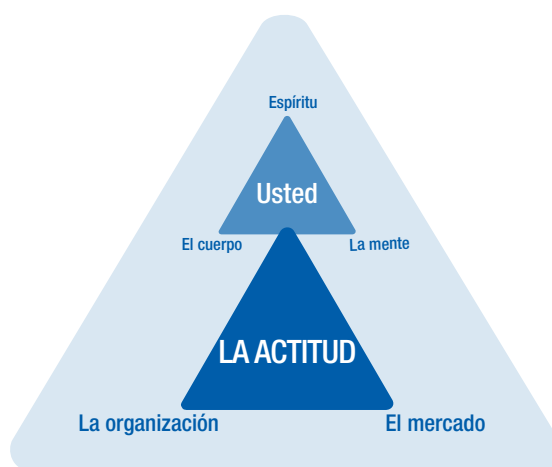 Espíritu
Usted
El cuerpo
La mente
LA ACTITUD
La organización
El mercado